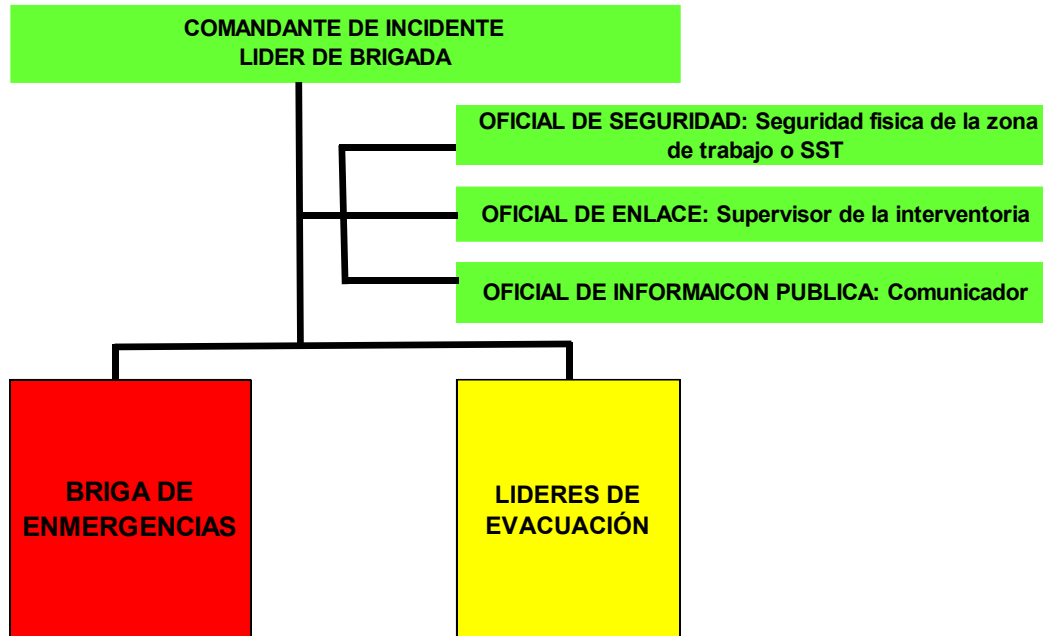 COMANDANTE DE INCIDENTE
LIDER DE BRIGADA
OFICIAL DE SEGURIDAD: Seguridad fisica de la zona
de trabajo o SST
OFICIAL DE ENLACE: Supervisor de la interventoria
OFICIAL DE INFORMAICON PUBLICA: Comunicador
BRIGA DE
ENMERGENCIAS
LIDERES DE
EVACUACIÓN